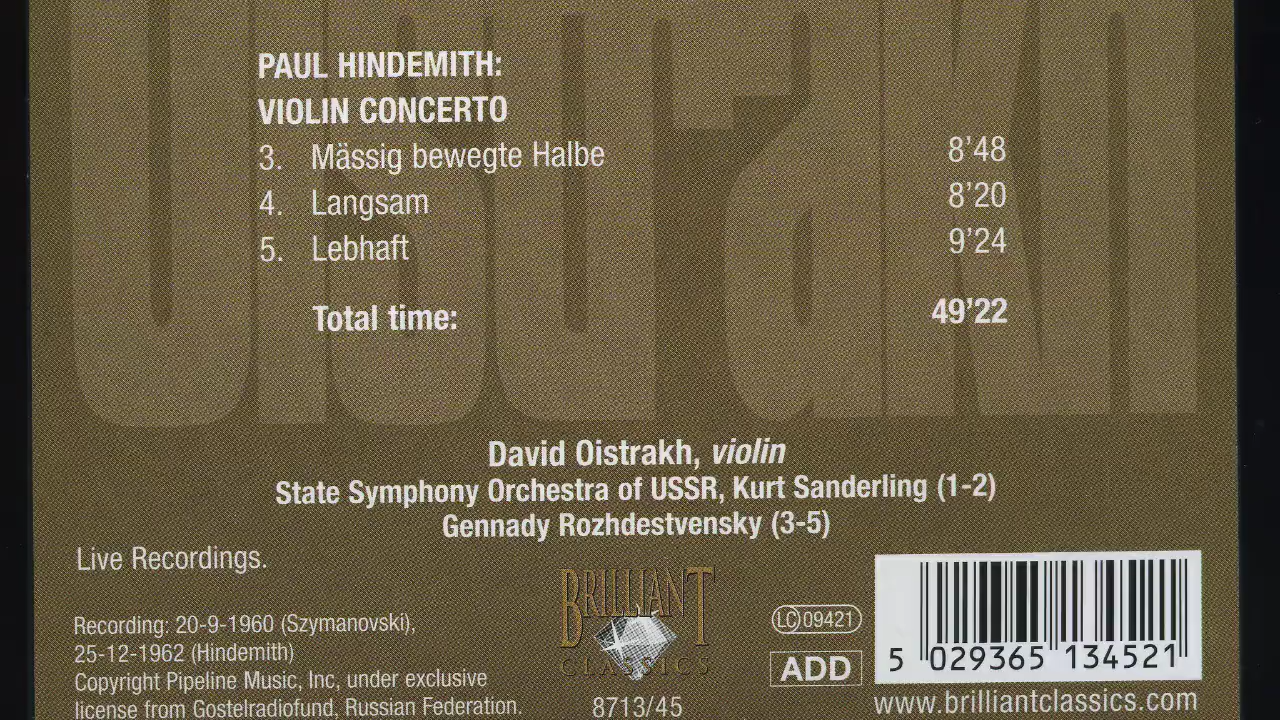 PAUL HINDEMITH:
VIOLIN CONCERTO
3. Mässig bewegte Halbe 8’48
4. Langsam 8’20
5. Lebhaft 9’24
Total time: 49’22
David Oistrakh, violin
State Symphony Orchestra of USSR, Kurt Sanderling (1-2)
Gennady Rozhdestvensky (3-5)
Live Recordings.
Recording: 20-9-1960 (Szymanovski),
25-12-1962 (Hindemith)
Copyright Pipeline Music, Inc, under exclusive
license from Gostelradiofund, Russian Federation.
BRILLIANT
CLASSICS
8713/45
LC 09421
ADD
5 029365 134521
www.brilliantclassics.com